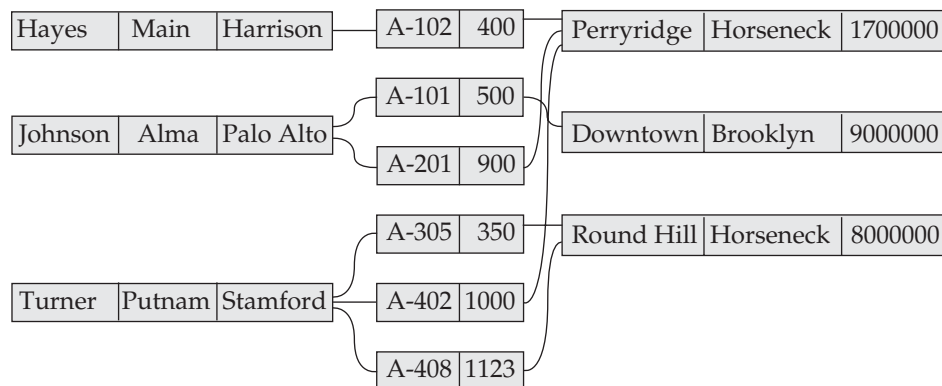 Hayes Main Harrison
A-102 400
Perryridge Horseneck 1700000
A-101 500
Johnson Alma Palo Alto
Downtown Brooklyn 9000000
A-201 900
A-305 350
Round Hill Horseneck 8000000
Turner Putnam Stamford
A-402 1000
A-408 1123